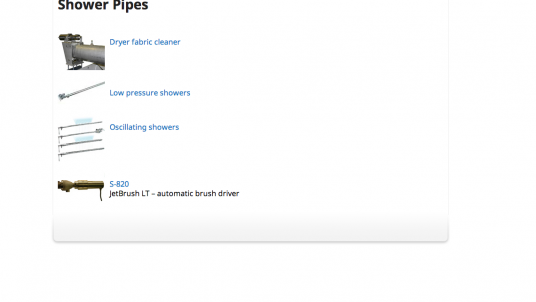 Shower Pipes
Dryer fabric cleaner
Low pressure showers
Oscillating showers
S-820
JetBrush LT – automatic brush driver